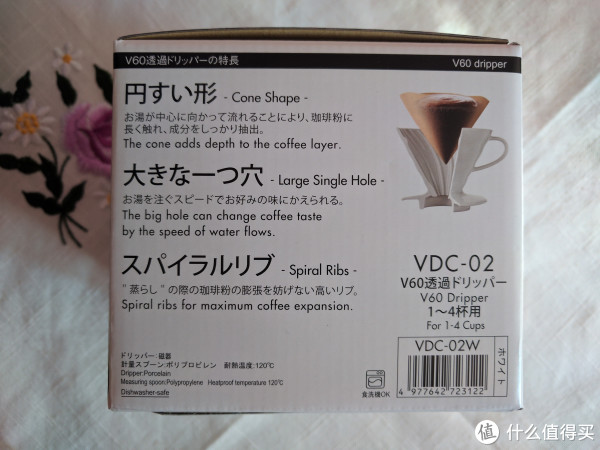 V60透過ドリッパーの特長
V60 dripper
円すい形 - Cone Shape -
お湯が中心に向かって流れることにより、珈琲粉に
長く触れ、成分をしっかり抽出。
The cone adds depth to the coffee layer.
大きな一つ穴 - Large Single Hole -
お湯を注ぐスピードでお好みの味にかえられる。
The big hole can change coffee taste
by the speed of water flows.
スパイラルリブ - Spiral Ribs -
"蒸らし"の際の珈琲粉の膨張を妨げない高いリブ。
Spiral ribs for maximum coffee expansion.
ドリッパー:磁器
計量スプーン:ポリプロピレン 耐熱温度:120℃
Dripper:Porcelain
Measuring spoon:Polypropylene Heatproof temperature 120℃
Dishwasher-safe
食洗機OK
VDC-02
V60透過ドリッパー
V60 Dripper
1〜4杯用
For 1-4 Cups
VDC-02W
ホワイト
4 977642 723122
值 什么值得买